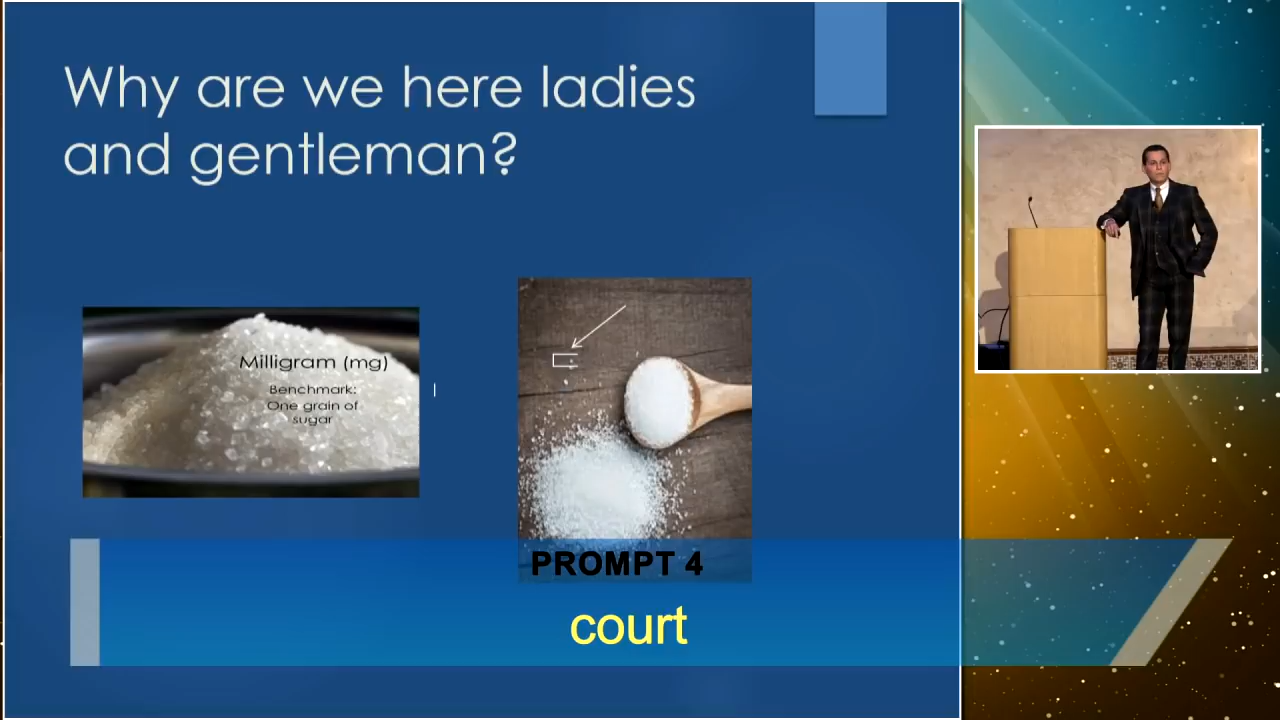 Why are we here ladies
and gentleman?
Milligram (mg)
Benchmark:
One grain of
sugar
PROMPT 4
court